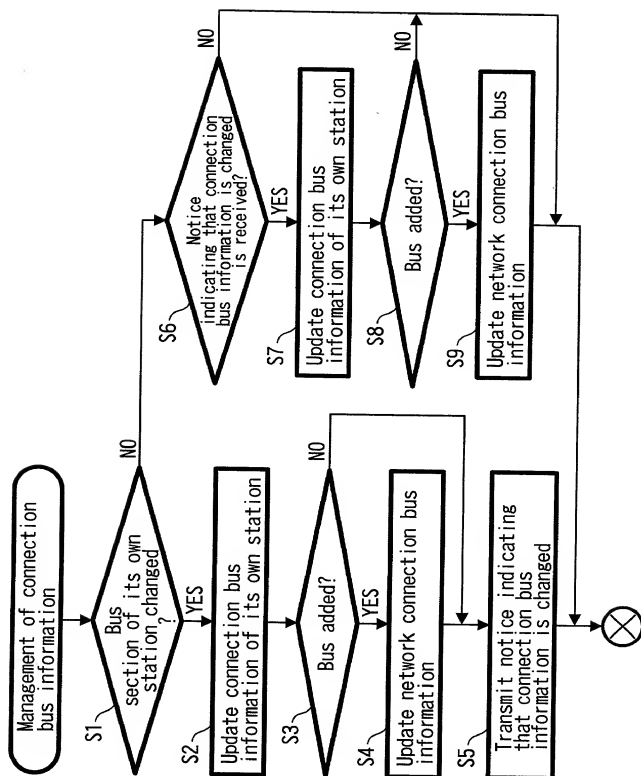 Management of connection
bus information
S1
Bus
section of its own
station changed
?
NO
YES
S2
Update connection bus
information of its own station
S3
Bus added?
NO
YES
S4
Update network connection bus
information
S5
Transmit notice indicating
that connection bus
information is changed
S6
Notice
indicating that connection
bus information is changed
is received?
NO
YES
S7
Update connection bus
information of its own station
S8
Bus added?
NO
YES
S9
Update network connection bus
information